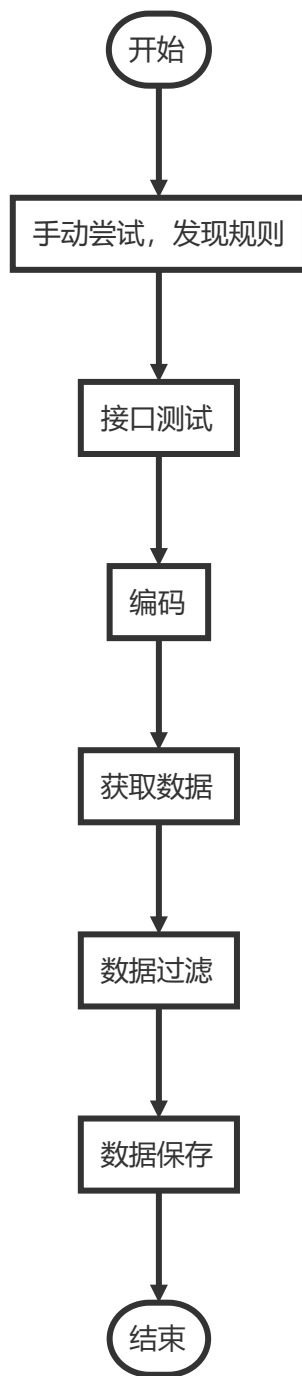 开始
手动尝试，发现规则
接口测试
编码
获取数据
数据过滤
数据保存
结束